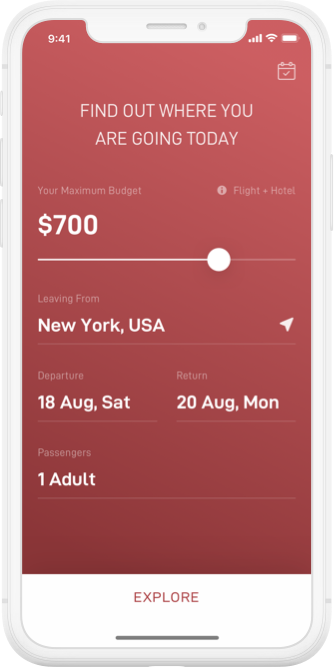 9:41
FIND OUT WHERE YOU
ARE GOING TODAY
Your Maximum Budget
Flight + Hotel
$700
Leaving From
New York, USA
Departure
Return
18 Aug, Sat
20 Aug, Mon
Passengers
1 Adult
EXPLORE